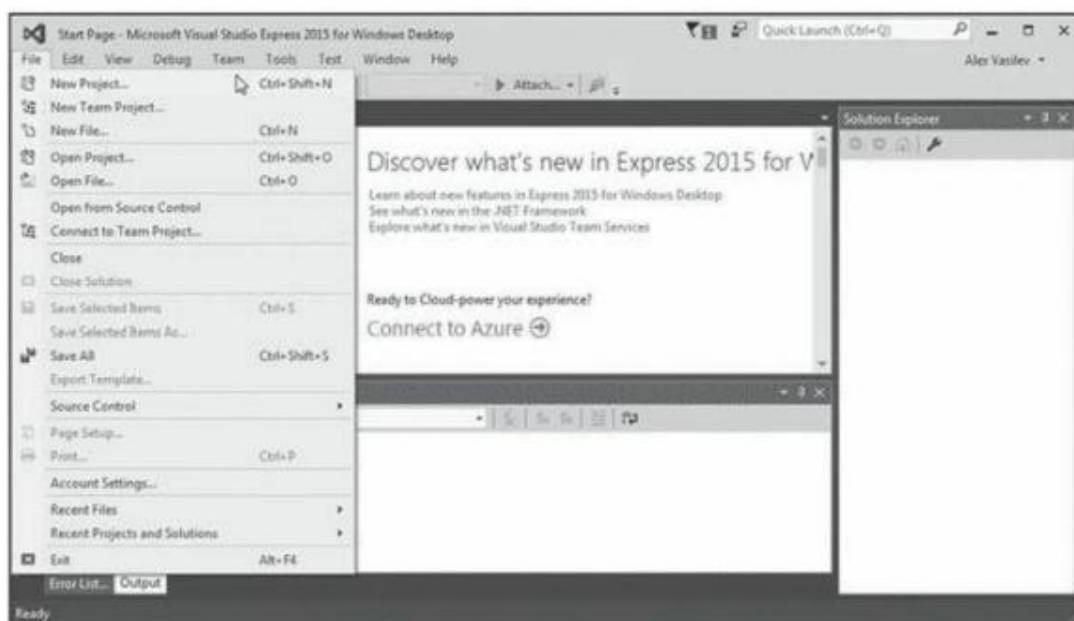 Start Page - Microsoft Visual Studio Express 2015 for Windows Desktop
Quick Launch (Ctrl+Q)
File Edit View Debug Team Tools Test Window Help
Alex Vasilev
New Project... Ctrl+Shift+N
Attach...
New Team Project...
New File... Ctrl+N
Open Project... Ctrl+Shift+O
Open File... Ctrl+O
Open from Source Control
Connect to Team Project...
Close
Close Solution
Save Selected Items Ctrl+S
Save Selected Items As...
Save All Ctrl+Shift+S
Export Template...
Source Control
Page Setup...
Print... Ctrl+P
Account Settings...
Recent Files
Recent Projects and Solutions
Exit Alt+F4
Discover what's new in Express 2015 for W
Learn about new features in Express 2015 for Windows Desktop
See what's new in the .NET Framework
Explore what's new in Visual Studio Team Services
Ready to Cloud-power your experience?
Connect to Azure
Solution Explorer
Error List... Output
Ready